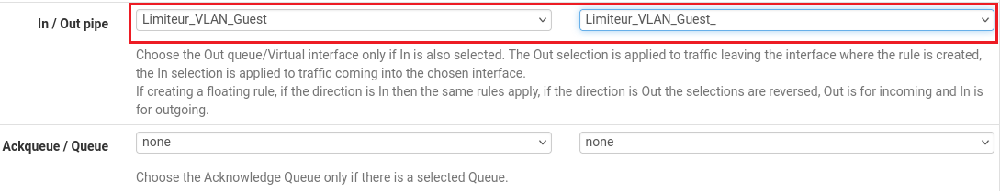 In / Out pipe
Limiteur_VLAN_Guest
Limiteur_VLAN_Guest_
Choose the Out queue/Virtual interface only if In is also selected. The Out selection is applied to traffic leaving the interface where the rule is created,
the In selection is applied to traffic coming into the chosen interface.
If creating a floating rule, if the direction is In then the same rules apply, if the direction is Out the selections are reversed, Out is for incoming and In is
for outgoing.
Ackqueue / Queue
none
none
Choose the Acknowledge Queue only if there is a selected Queue.